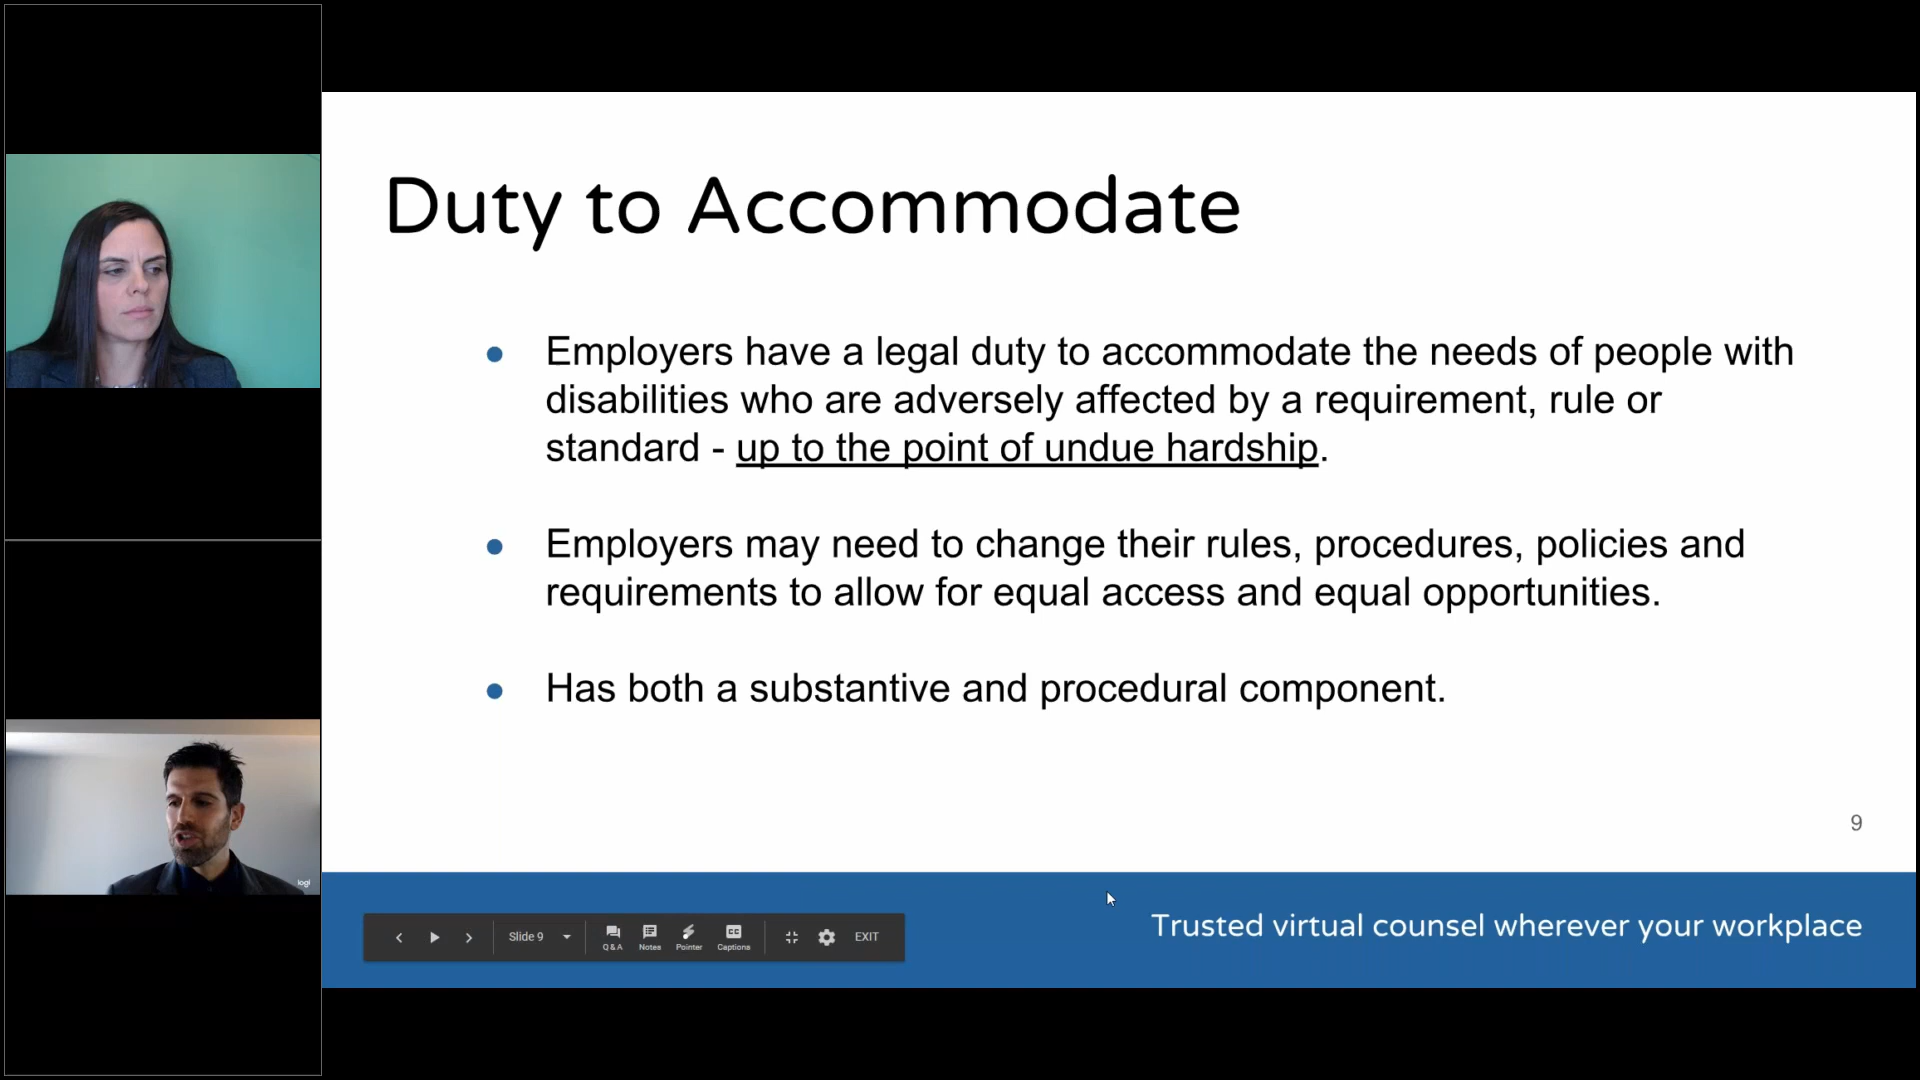 Duty to Accommodate
● Employers have a legal duty to accommodate the needs of people with
disabilities who are adversely affected by a requirement, rule or
standard - up to the point of undue hardship.
● Employers may need to change their rules, procedures, policies and
requirements to allow for equal access and equal opportunities.
● Has both a substantive and procedural component.
9
logi
Slide 9
Q&A
Notes
Pointer
Captions
EXIT
Trusted virtual counsel wherever your workplace